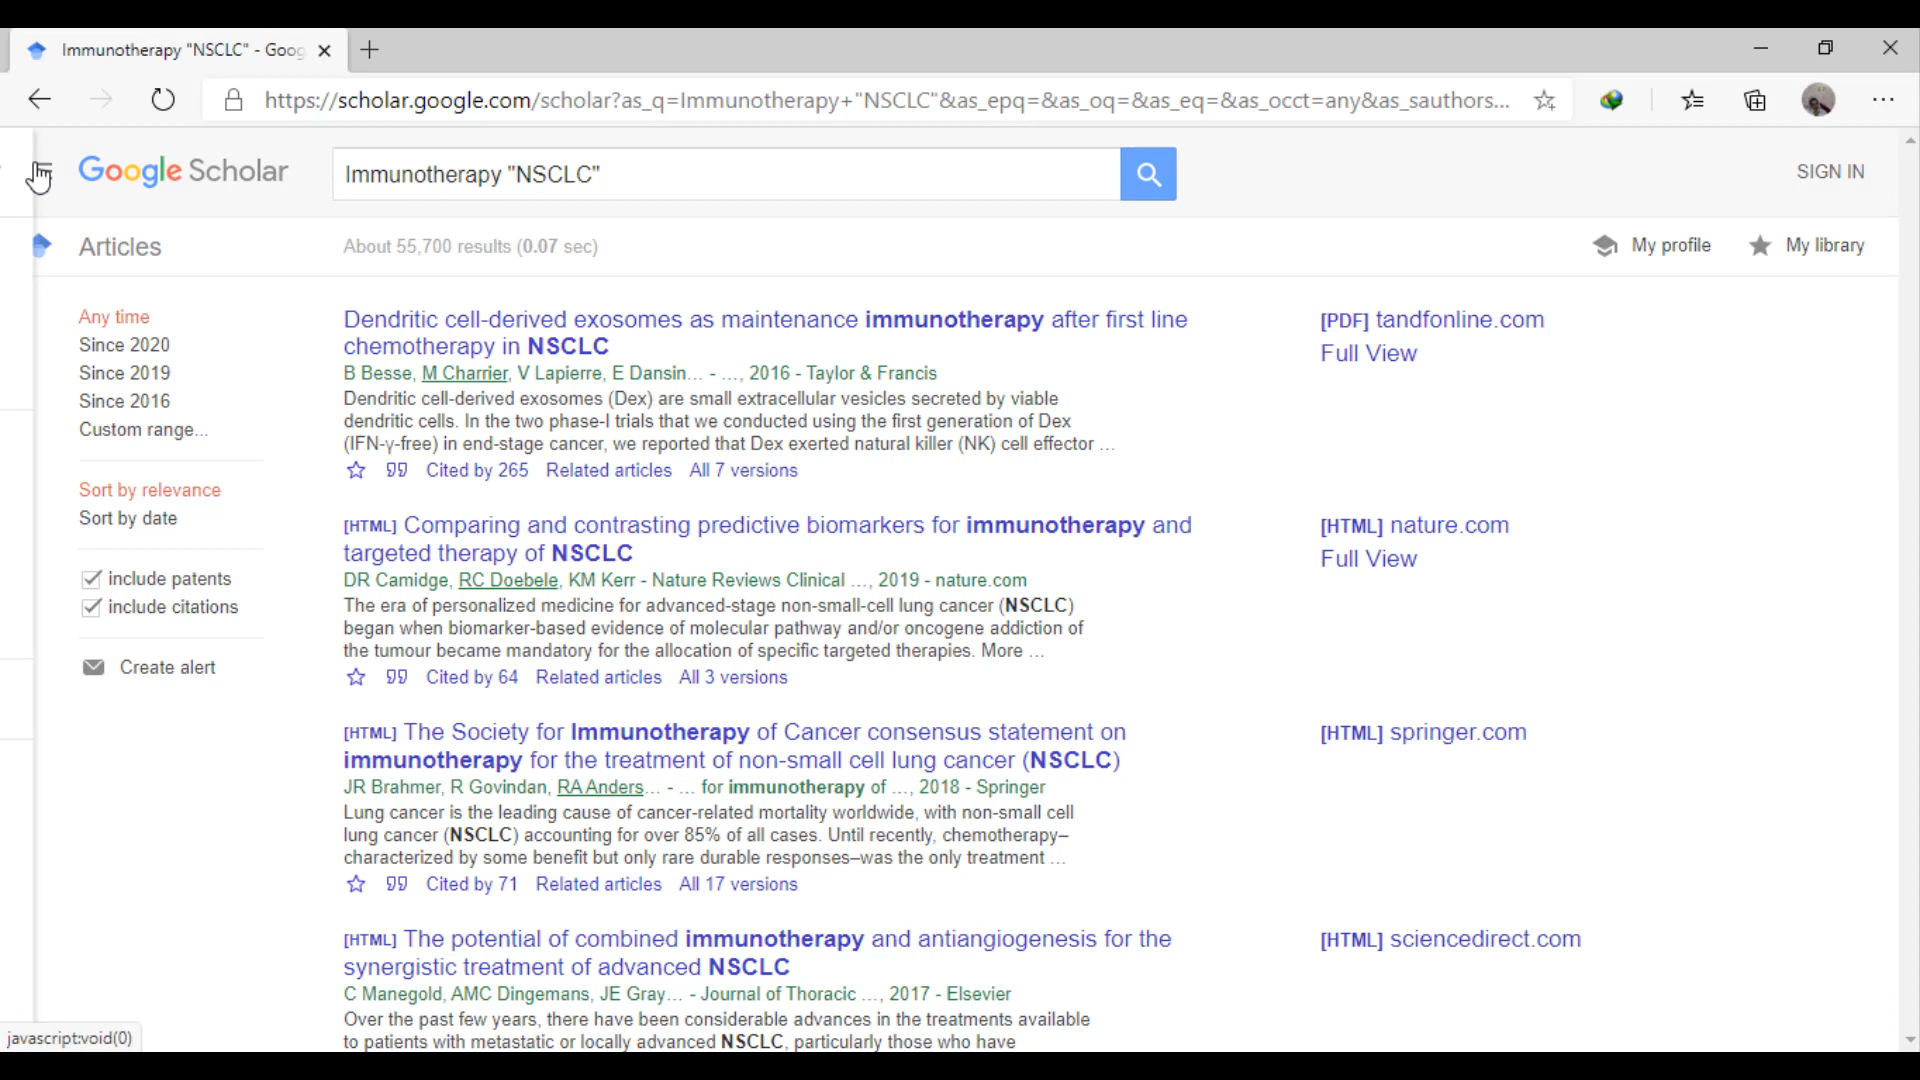 Immunotherapy "NSCLC" - Goog
https://scholar.google.com/scholar?as_q=Immunotherapy+"NSCLC"&as_epq=&as_oq=&as_eq=&as_occt=any&as_sauthors...
Google Scholar
Immunotherapy "NSCLC"
SIGN IN
Articles
About 55,700 results (0.07 sec)
My profile
My library
Any time
Since 2020
Since 2019
Since 2016
Custom range...
Sort by relevance
Sort by date
include patents
include citations
Create alert
Dendritic cell-derived exosomes as maintenance immunotherapy after first line
chemotherapy in NSCLC
B Besse, M Charrier, V Lapierre, E Dansin… - …, 2016 - Taylor & Francis
Dendritic cell-derived exosomes (Dex) are small extracellular vesicles secreted by viable
dendritic cells. In the two phase-I trials that we conducted using the first generation of Dex
(IFN-γ-free) in end-stage cancer, we reported that Dex exerted natural killer (NK) cell effector …
Cited by 265 Related articles All 7 versions
[PDF] tandfonline.com
Full View
[HTML] Comparing and contrasting predictive biomarkers for immunotherapy and
targeted therapy of NSCLC
DR Camidge, RC Doebele, KM Kerr - Nature Reviews Clinical …, 2019 - nature.com
The era of personalized medicine for advanced-stage non-small-cell lung cancer (NSCLC)
began when biomarker-based evidence of molecular pathway and/or oncogene addiction of
the tumour became mandatory for the allocation of specific targeted therapies. More …
Cited by 64 Related articles All 3 versions
[HTML] nature.com
Full View
[HTML] The Society for Immunotherapy of Cancer consensus statement on
immunotherapy for the treatment of non-small cell lung cancer (NSCLC)
JR Brahmer, R Govindan, RA Anders… - … for immunotherapy of …, 2018 - Springer
Lung cancer is the leading cause of cancer-related mortality worldwide, with non-small cell
lung cancer (NSCLC) accounting for over 85% of all cases. Until recently, chemotherapy–
characterized by some benefit but only rare durable responses–was the only treatment …
Cited by 71 Related articles All 17 versions
[HTML] springer.com
[HTML] The potential of combined immunotherapy and antiangiogenesis for the
synergistic treatment of advanced NSCLC
C Manegold, AMC Dingemans, JE Gray… - Journal of Thoracic …, 2017 - Elsevier
Over the past few years, there have been considerable advances in the treatments available
to patients with metastatic or locally advanced NSCLC, particularly those who have
[HTML] sciencedirect.com
javascript:void(0)